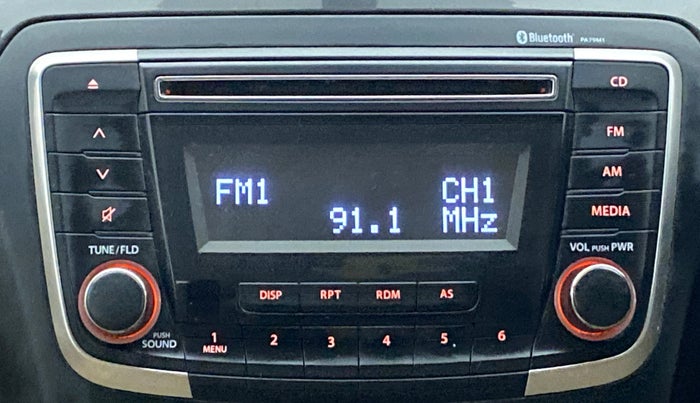 Bluetooth PA79M1
CD
FM
AM
MEDIA
FM1 CH1
91.1 MHz
TUNE/FLD
VOL PUSH PWR
DISP RPT RDM AS
PUSH
SOUND
1 2 3 4 5 6
MENU